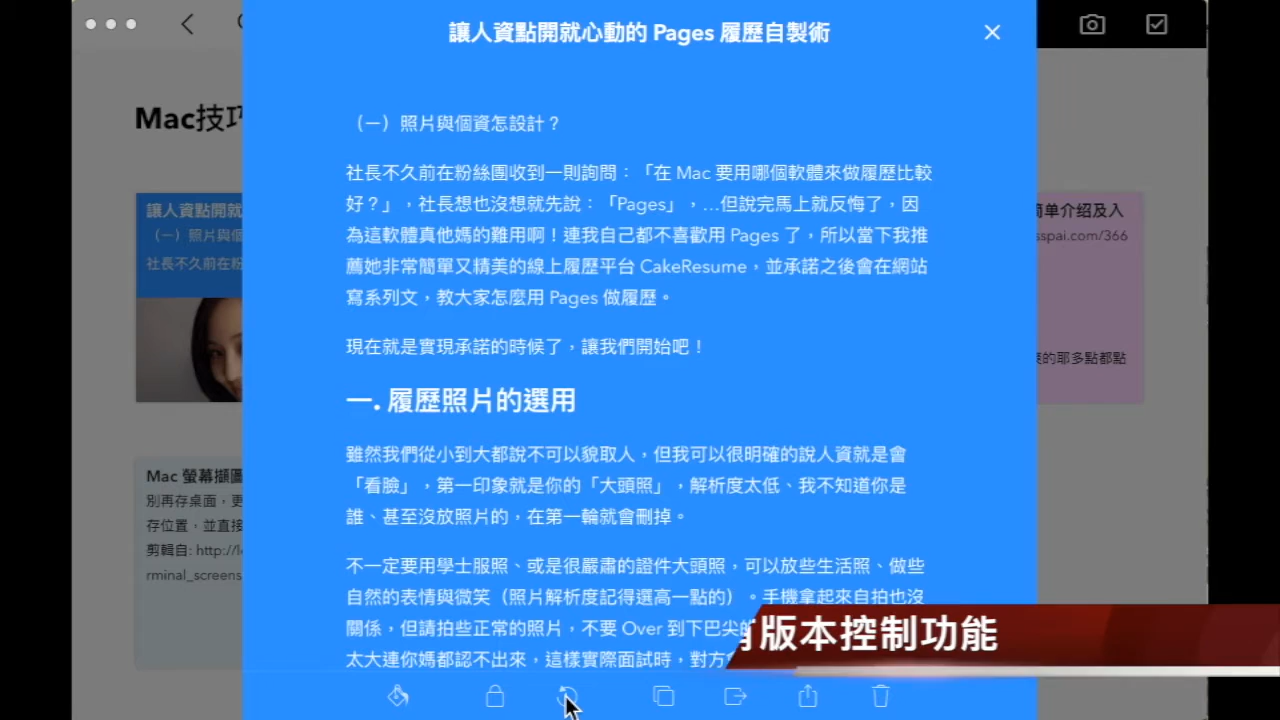 讓人資點開就心動的 Pages 履歷自製術
Mac技
（一）照片與個資怎設計？
社長不久前在粉絲團收到一則詢問：「在 Mac 要用哪個軟體來做履歷比較
好？」，社長想也沒想就先說：「Pages」，…但說完馬上就反悔了，因
為這軟體真他媽的難用啊！連我自己都不喜歡用 Pages 了，所以當下我推
薦她非常簡單又精美的線上履歷平台 CakeResume，並承諾之後會在網站
寫系列文，教大家怎麼用 Pages 做履歷。
現在就是實現承諾的時候了，讓我們開始吧！
一. 履歷照片的選用
雖然我們從小到大都說不可以貌取人，但我可以很明確的說人資就是會
「看臉」，第一印象就是你的「大頭照」，解析度太低、我不知道你是
誰、甚至沒放照片的，在第一輪就會刪掉。
不一定要用學士服照、或是很嚴肅的證件大頭照，可以放些生活照、做些
自然的表情與微笑（照片解析度記得選高一點的）。手機拿起來自拍也沒
關係，但請拍些正常的照片，不要 Over 到下巴尖
太大連你媽都認不出來，這樣實際面試時，對方
讓人資點開就
（一）照片與個
社長不久前在粉
Mac 螢幕擷圖
別再存桌面，更
存位置，並直接
剪輯自: http://l
rminal_screens
简单介绍及入
sspai.com/366
的耶多點都點
版本控制功能